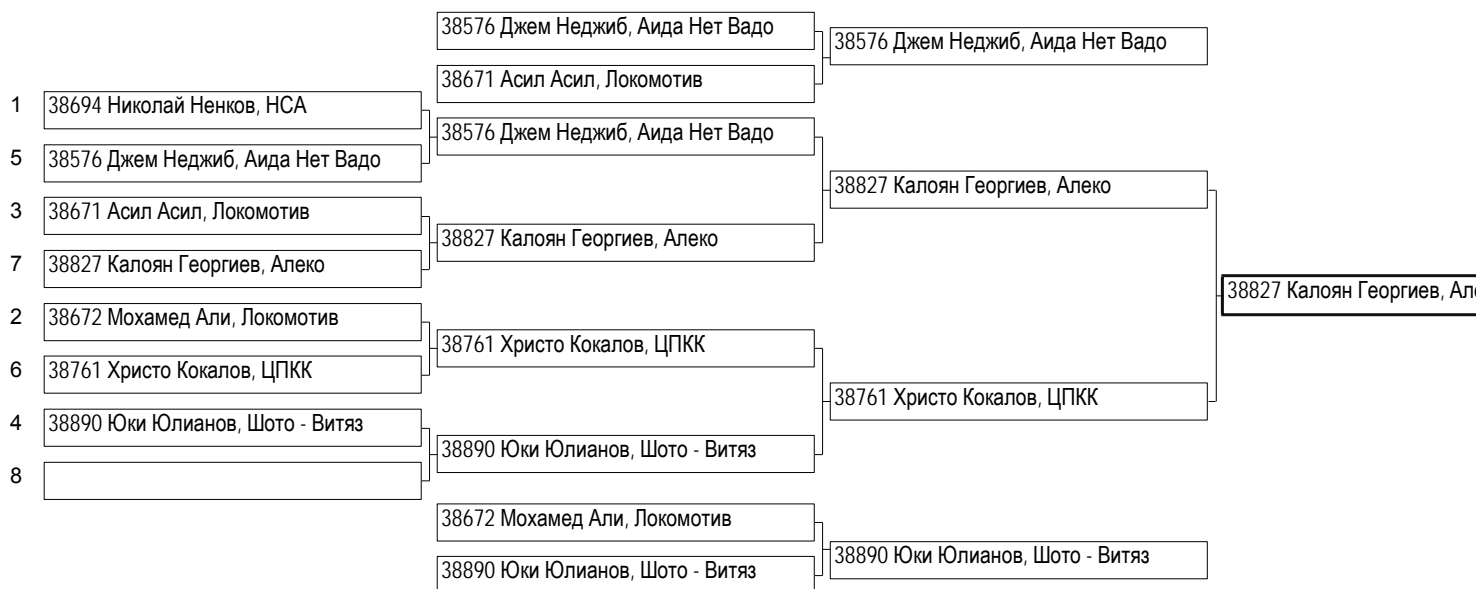 38576 Джем Неджиб, Аида Нет Вадо
38671 Асил Асил, Локомотив
38576 Джем Неджиб, Аида Нет Вадо
1 38694 Николай Ненков, НСА
5 38576 Джем Неджиб, Аида Нет Вадо
38576 Джем Неджиб, Аида Нет Вадо
3 38671 Асил Асил, Локомотив
7 38827 Калоян Георгиев, Алеко
38827 Калоян Георгиев, Алеко
38827 Калоян Георгиев, Алеко
2 38672 Мохамед Али, Локомотив
6 38761 Христо Кокалов, ЦПКК
38761 Христо Кокалов, ЦПКК
4 38890 Юки Юлианов, Шото - Витяз
8
38890 Юки Юлианов, Шото - Витяз
38761 Христо Кокалов, ЦПКК
38827 Калоян Георгиев, Але
38672 Мохамед Али, Локомотив
38890 Юки Юлианов, Шото - Витяз
38890 Юки Юлианов, Шото - Витяз